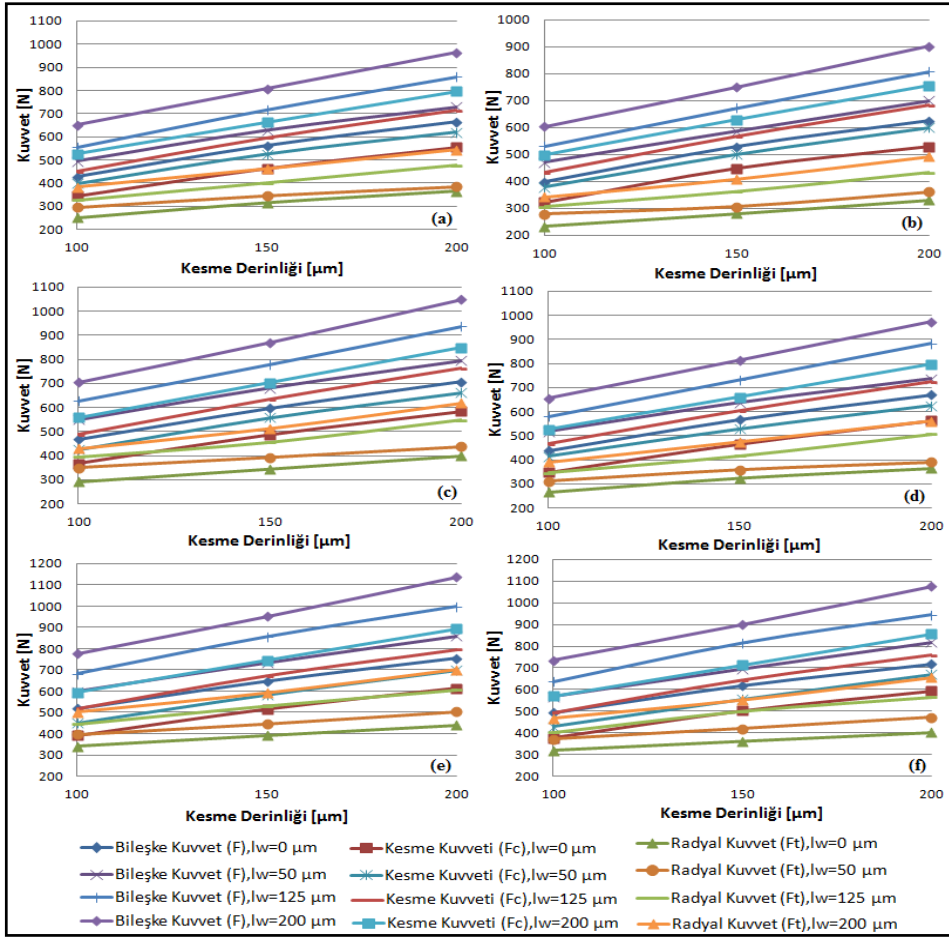 1100
1000
900
800
700
600
500
400
300
200
Kuvvet [N]
100
150
200
Kesme Derinliği [µm]
(a)
1000
900
800
700
600
500
400
300
200
Kuvvet [N]
100
150
200
Kesme Derinliği [µm]
(b)
1100
1000
900
800
700
600
500
400
300
200
Kuvvet [N]
100
150
200
Kesme Derinliği [µm]
(c)
1100
1000
900
800
700
600
500
400
300
200
Kuvvet [N]
100
150
200
Kesme Derinliği [µm]
(d)
1200
1100
1000
900
800
700
600
500
400
300
200
Kuvvet [N]
100
150
200
Kesme Derinliği [µm]
(e)
1200
1100
1000
900
800
700
600
500
400
300
200
Kuvvet [N]
100
150
200
Kesme Derinliği [µm]
(f)
Bileşke Kuvvet (F),lw=0 µm
Kesme Kuvveti (Fc),lw=0 µm
Radyal Kuvvet (Ft),lw=0 µm
Bileşke Kuvvet (F),lw=50 µm
Kesme Kuvveti (Fc),lw=50 µm
Radyal Kuvvet (Ft),lw=50 µm
Bileşke Kuvvet (F),lw=125 µm
Kesme Kuvveti (Fc),lw=125 µm
Radyal Kuvvet (Ft),lw=125 µm
Bileşke Kuvvet (F),lw=200 µm
Kesme Kuvveti (Fc),lw=200 µm
Radyal Kuvvet (Ft),lw=200 µm